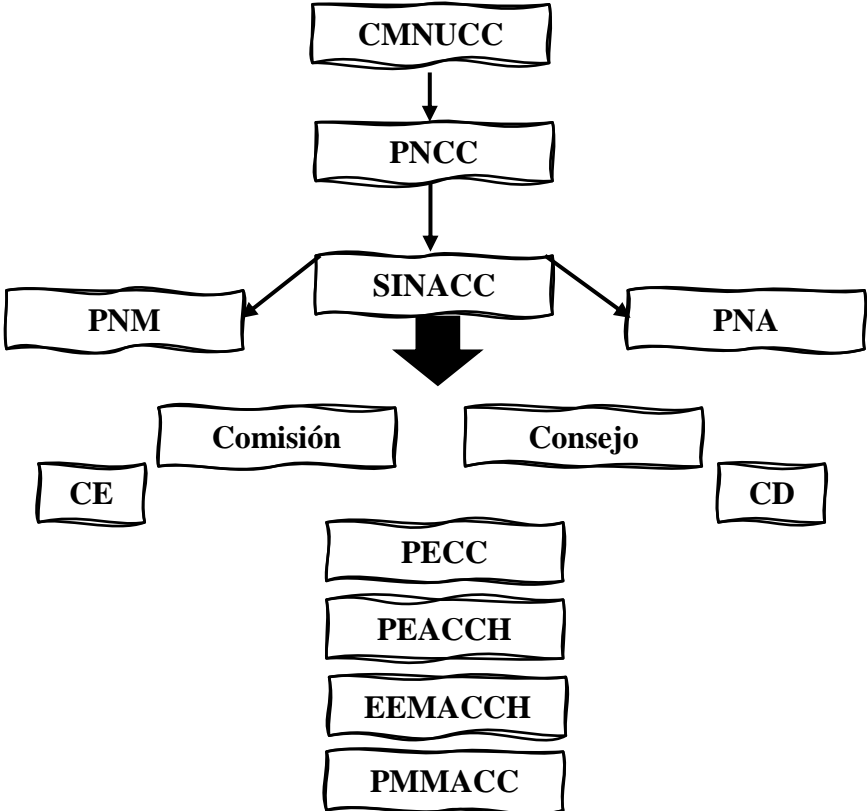 CMNUCC
PNCC
SINACC
PNM
PNA
Comisión
Consejo
CE
CD
PECC
PEACCH
EEMACCH
PMMACC